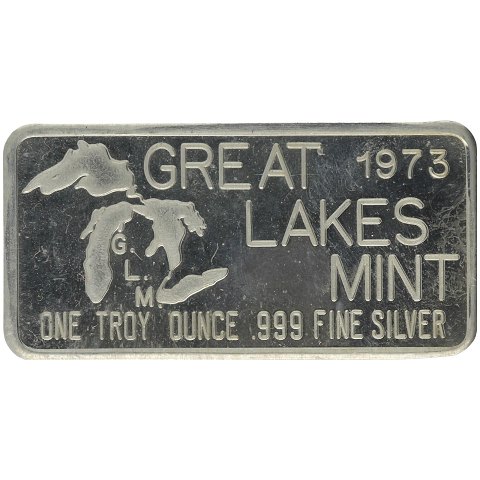 GREAT 1973
LAKES
MINT
G.
L.
M
ONE TROY OUNCE .999 FINE SILVER